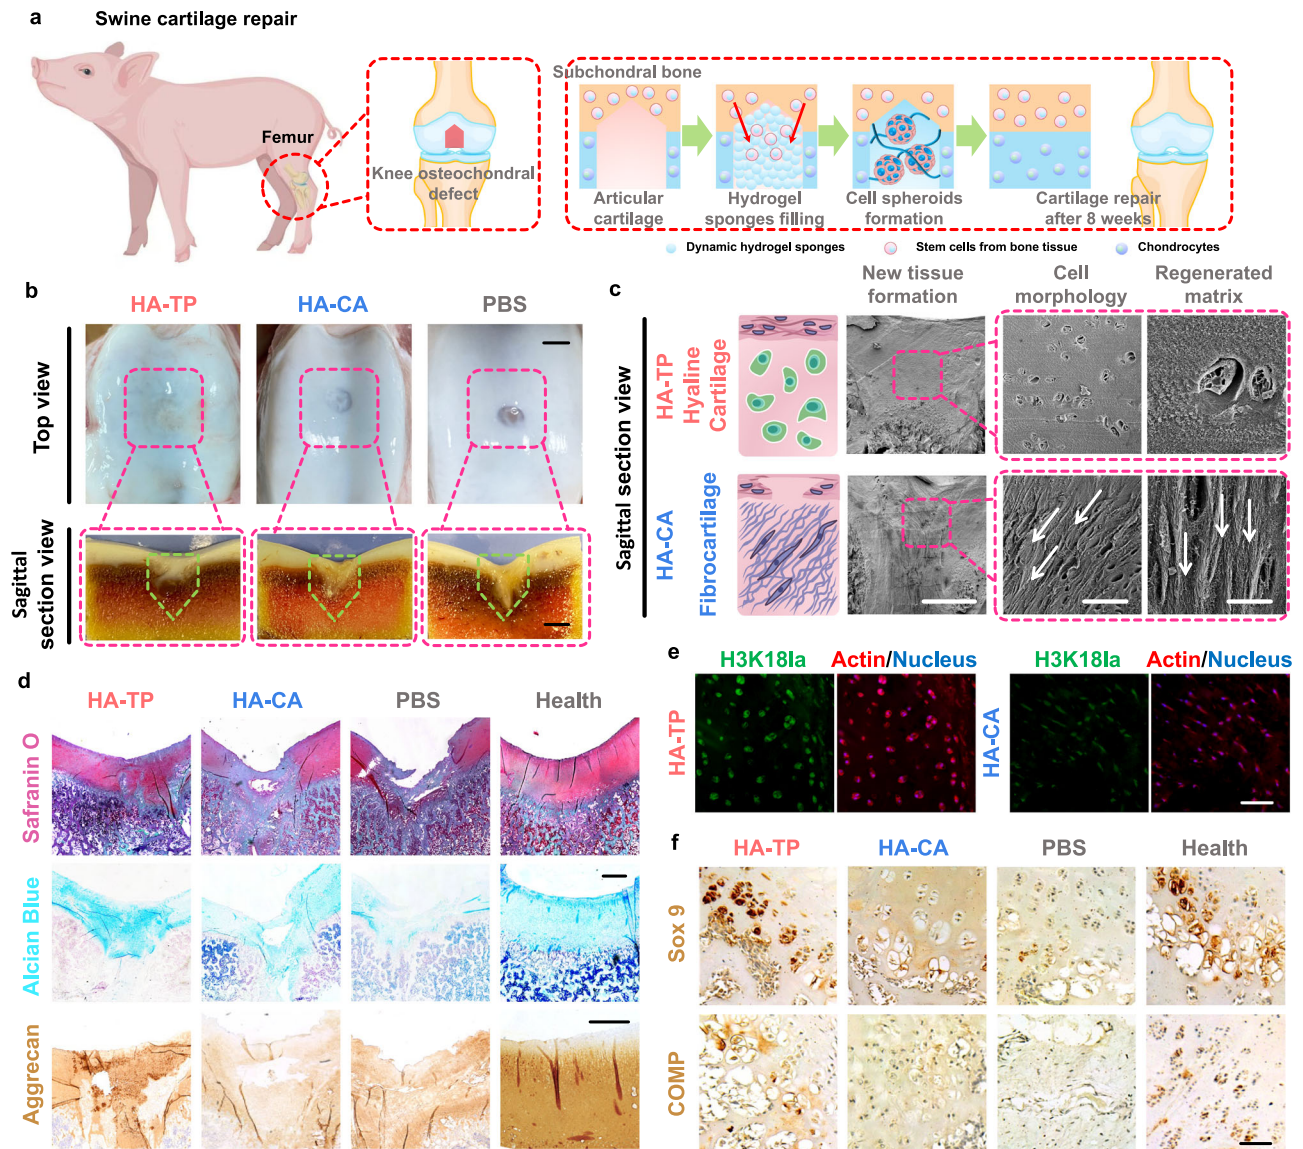 a
Swine cartilage repair
Femur
Knee osteochondral
defect
Subchondral bone
Articular
cartilage
Hydrogel
sponges filling
Cell spheroids
formation
Cartilage repair
after 8 weeks
Dynamic hydrogel sponges
Stem cells from bone tissue
Chondrocytes
b
HA-TP
HA-CA
PBS
Top view
Sagittal
section view
c
New tissue
formation
Cell
morphology
Regenerated
matrix
Sagittal section view
HA-TP
Hyaline
Cartilage
HA-CA
Fibrocartilage
d
HA-TP
HA-CA
PBS
Health
Safranin O
Alcian Blue
Aggrecan
e
H3K18la
Actin/Nucleus
H3K18la
Actin/Nucleus
HA-TP
HA-CA
f
HA-TP
HA-CA
PBS
Health
Sox 9
COMP